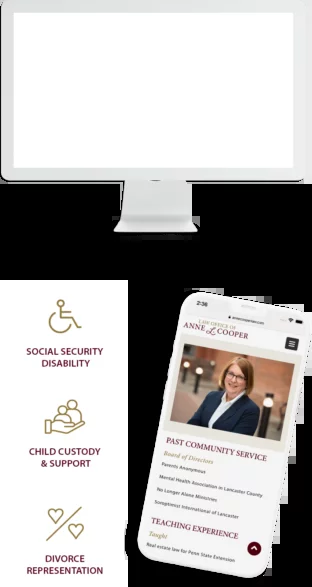 SOCIAL SECURITY
DISABILITY
CHILD CUSTODY
& SUPPORT
DIVORCE
REPRESENTATION
2:36
annecooperlaw.com
LAW OFFICE OF
ANNE L COOPER
PAST COMMUNITY SERVICE
Board of Directors
Parents Anonymous
Mental Health Association in Lancaster County
No Longer Alone Ministries
Soroptimist International of Lancaster
TEACHING EXPERIENCE
Taught
Real estate law for Penn State Extension